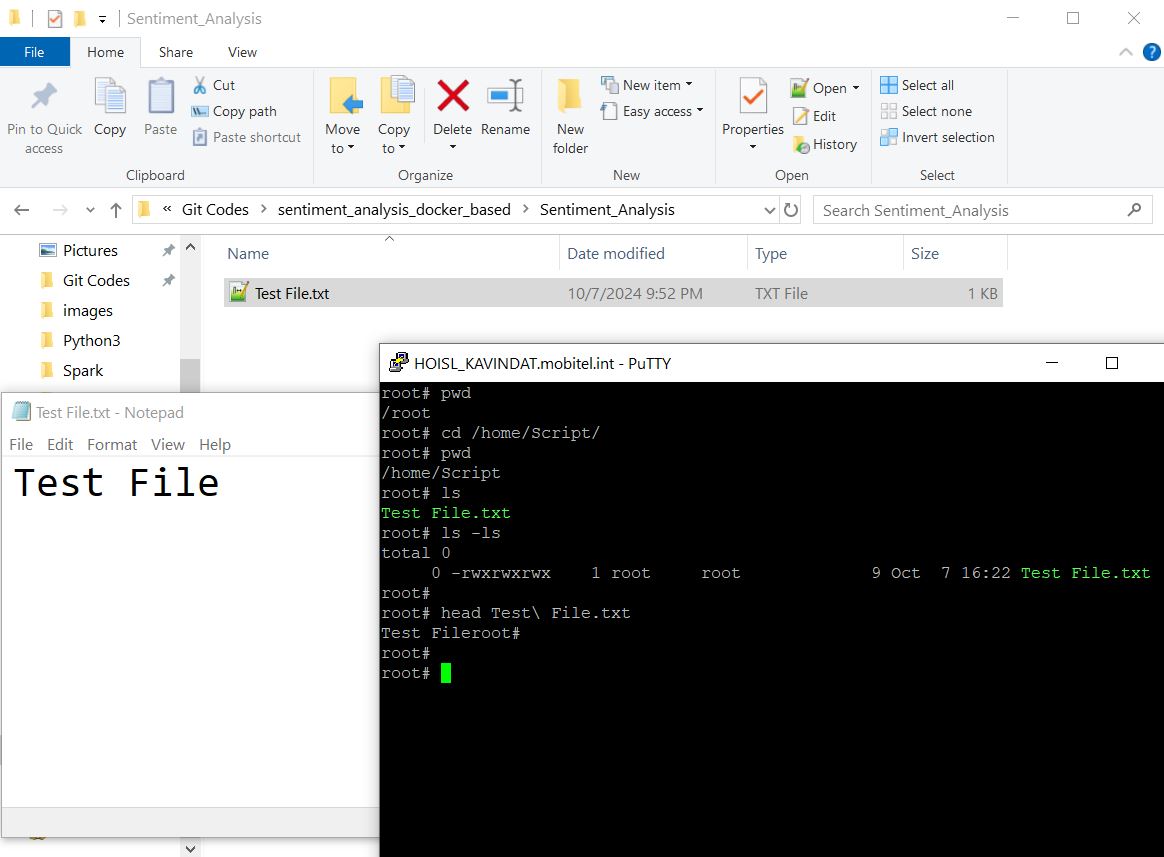 Sentiment_Analysis
File Home Share View
Pin to Quick access
Copy
Paste
Cut
Copy path
Paste shortcut
Clipboard
Move to
Copy to
Delete
Rename
Organize
New folder
New item
Easy access
New
Properties
Open
Edit
History
Open
Select all
Select none
Invert selection
Select
« Git Codes > sentiment_analysis_docker_based > Sentiment_Analysis
Search Sentiment_Analysis
Pictures
Git Codes
images
Python3
Spark
Name Date modified Type Size
Test File.txt 10/7/2024 9:52 PM TXT File 1 KB
Test File.txt - Notepad
File Edit Format View Help
Test File
HOISL_KAVINDAT.mobitel.int - PuTTY
root# pwd
/root
root# cd /home/Script/
root# pwd
/home/Script
root# ls
Test File.txt
root# ls -ls
total 0
0 -rwxrwxrwx 1 root root 9 Oct 7 16:22 Test File.txt
root#
root# head Test\ File.txt
Test Fileroot#
root#
root#